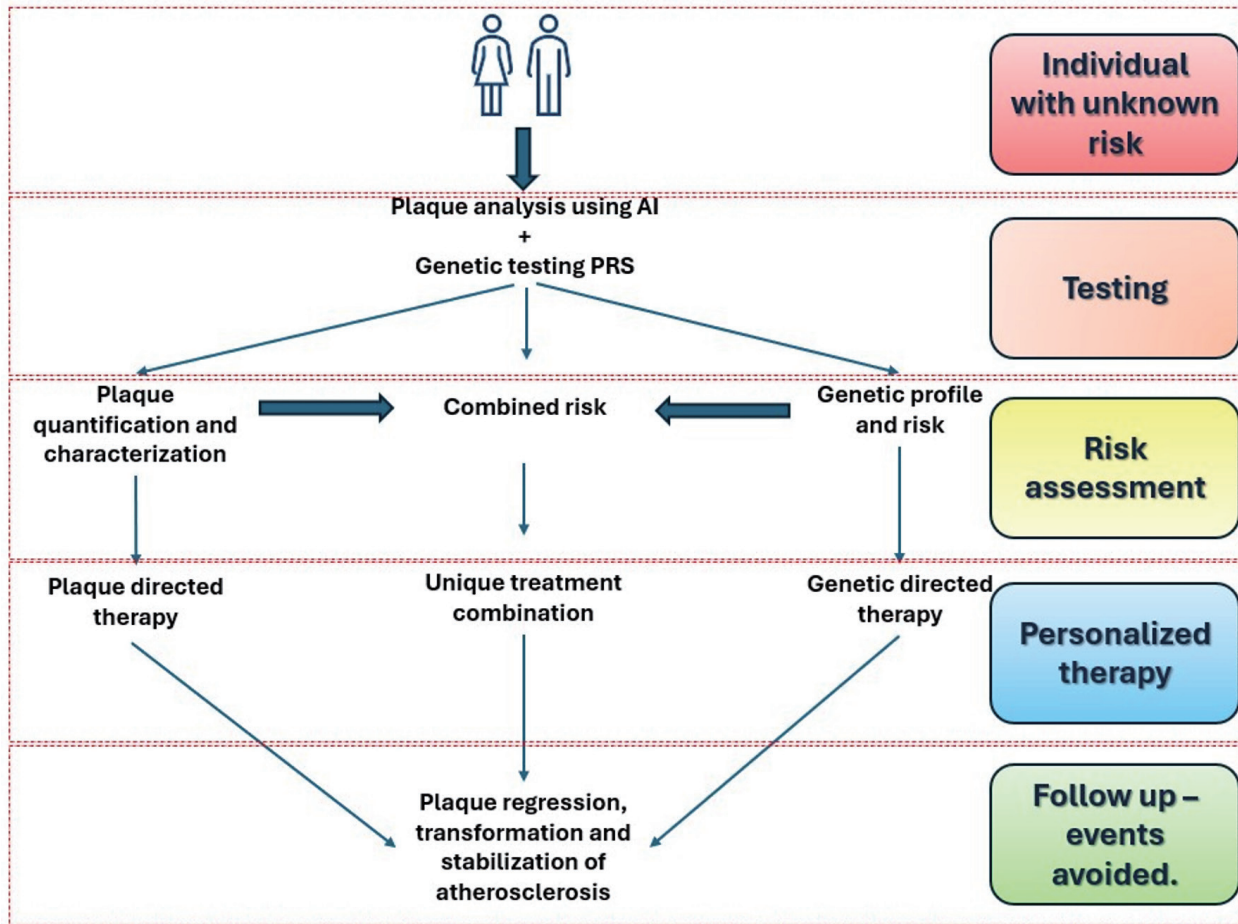 Individual
with unknown
risk
Plaque analysis using AI
+
Genetic testing PRS
Testing
Plaque
quantification and
characterization
Combined risk
Genetic profile
and risk
Risk
assessment
Plaque directed
therapy
Unique treatment
combination
Genetic directed
therapy
Personalized
therapy
Plaque regression,
transformation and
stabilization of
atherosclerosis
Follow up –
events
avoided.